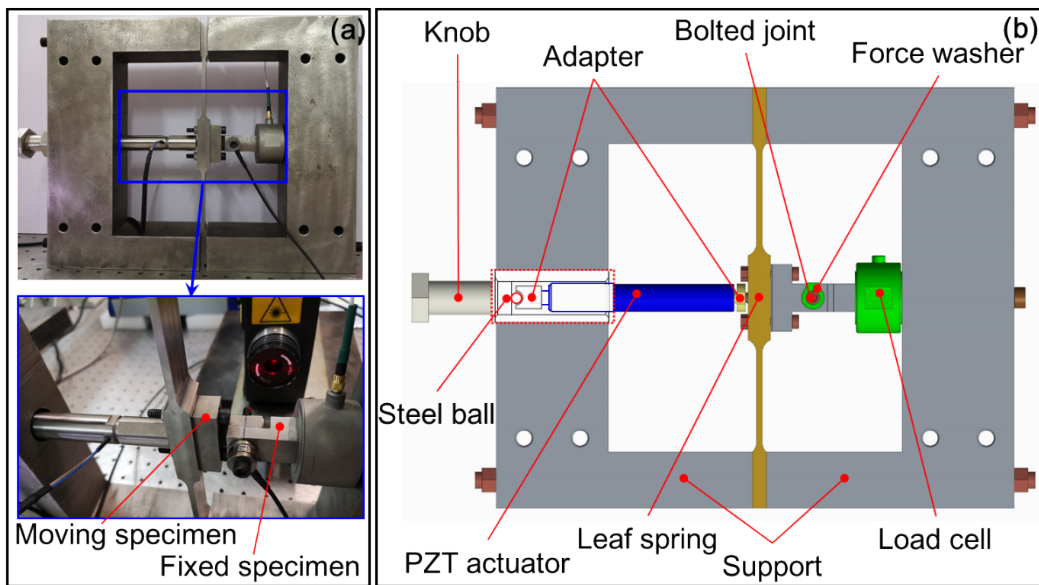 (a)
Moving specimen
Fixed specimen
(b)
Knob
Adapter
Bolted joint
Force washer
Steel ball
PZT actuator
Leaf spring
Support
Load cell